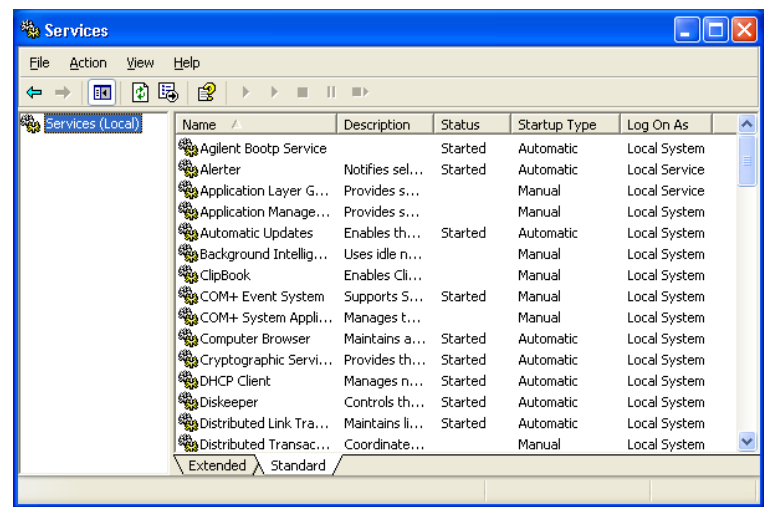 Services
File Action View Help
Services (Local)
Name Description Status Startup Type Log On As
Agilent Bootp Service Started Automatic Local System
Alerter Notifies sel... Started Automatic Local Service
Application Layer G... Provides s... Manual Local Service
Application Manage... Provides s... Manual Local System
Automatic Updates Enables th... Started Automatic Local System
Background Intellig... Uses idle n... Manual Local System
ClipBook Enables Cli... Manual Local System
COM+ Event System Supports S... Started Manual Local System
COM+ System Appli... Manages t... Manual Local System
Computer Browser Maintains a... Started Automatic Local System
Cryptographic Servi... Provides th... Started Automatic Local System
DHCP Client Manages n... Started Automatic Local System
Diskeeper Controls th... Started Automatic Local System
Distributed Link Tra... Maintains li... Started Automatic Local System
Distributed Transac... Coordinate... Manual Local System
Extended Standard